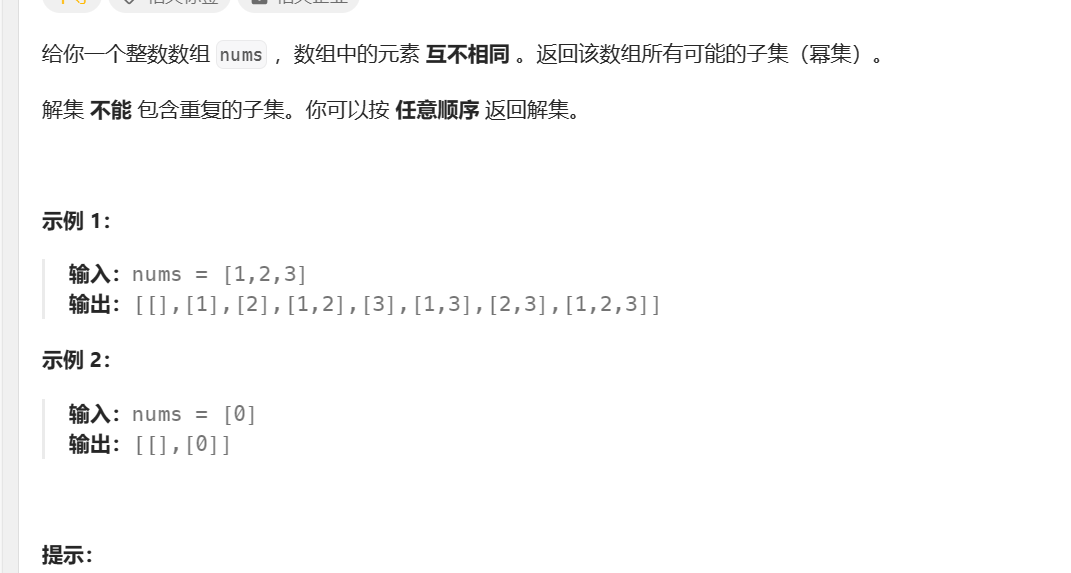 给你一个整数数组 nums ，数组中的元素 互不相同 。返回该数组所有可能的子集（幂集）。
解集 不能 包含重复的子集。你可以按 任意顺序 返回解集。
示例 1：
输入：nums = [1,2,3]
输出：[[],[1],[2],[1,2],[3],[1,3],[2,3],[1,2,3]]
示例 2：
输入：nums = [0]
输出：[[],[0]]
提示：